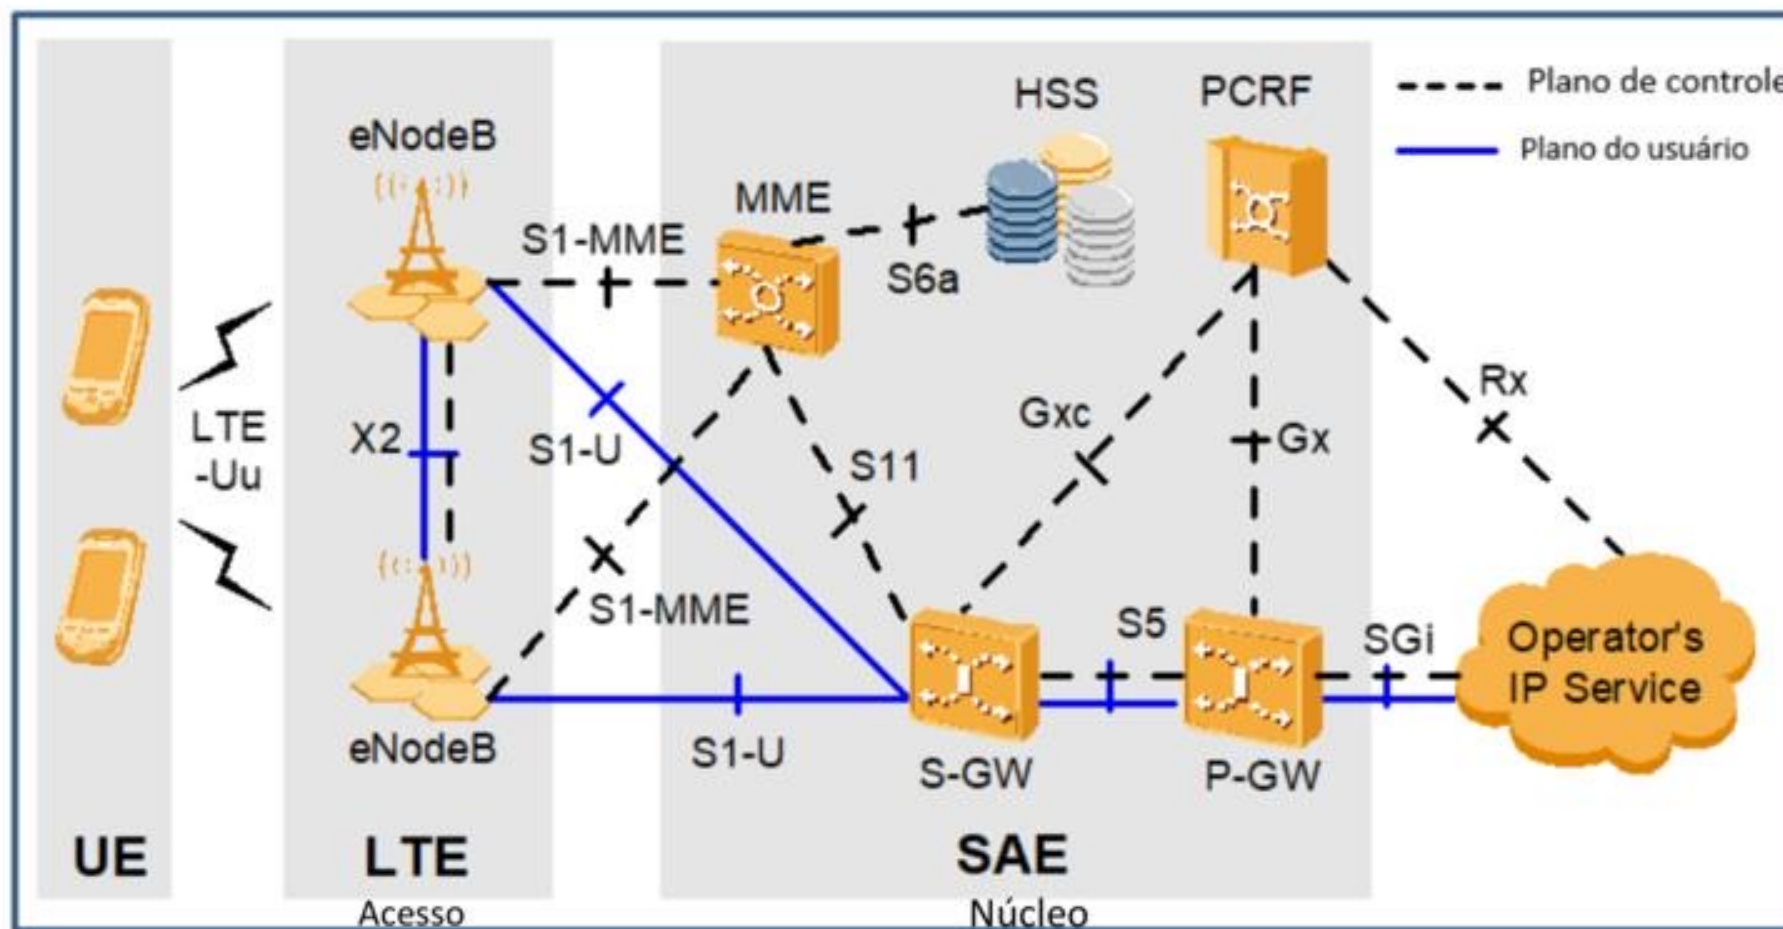 HSS
PCRF
Plano de controle
Plano do usuário
eNodeB
MME
S1-MME
S6a
LTE
-Uu
X2
S1-U
S11
Gxc
Gx
Rx
S1-MME
S5
SGi
Operator's
IP Service
eNodeB
S1-U
S-GW
P-GW
UE
LTE
SAE
Acesso
Núcleo